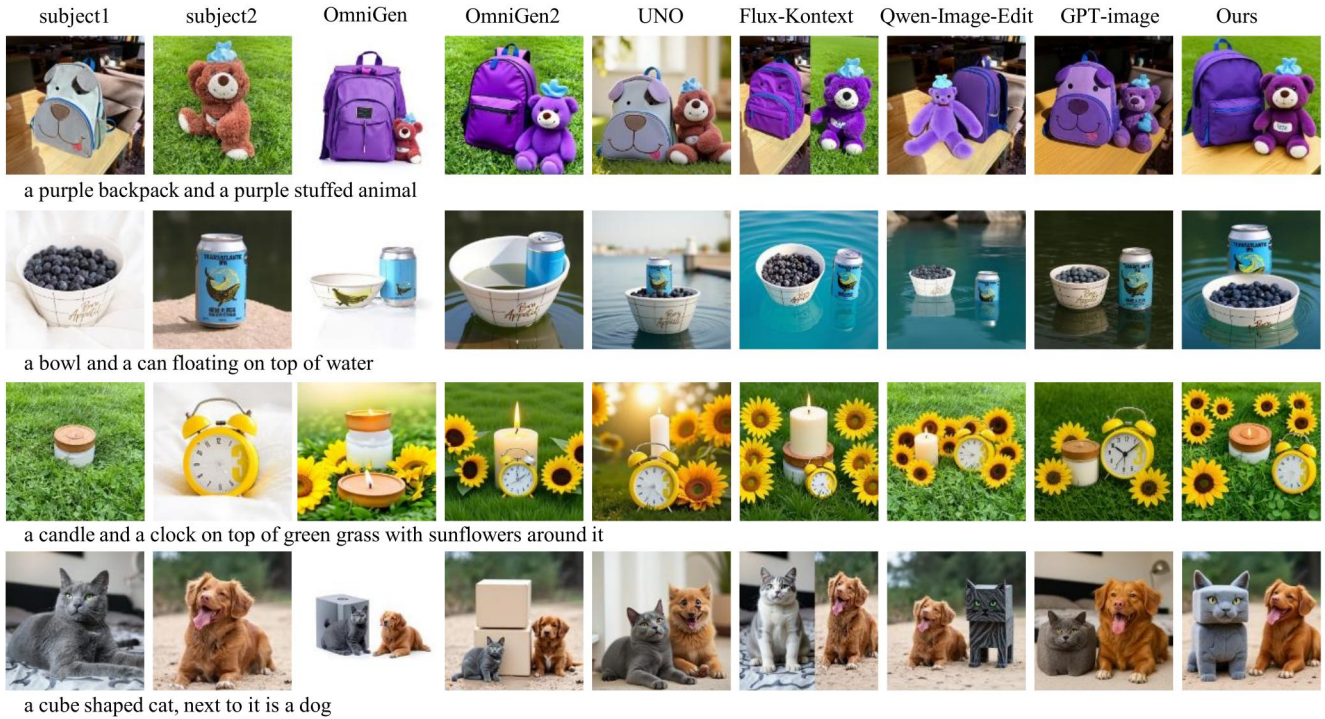 subject1 subject2 OmniGen OmniGen2 UNO Flux-Kontext Qwen-Image-Edit GPT-image Ours
a purple backpack and a purple stuffed animal
a bowl and a can floating on top of water
a candle and a clock on top of green grass with sunflowers around it
a cube shaped cat, next to it is a dog